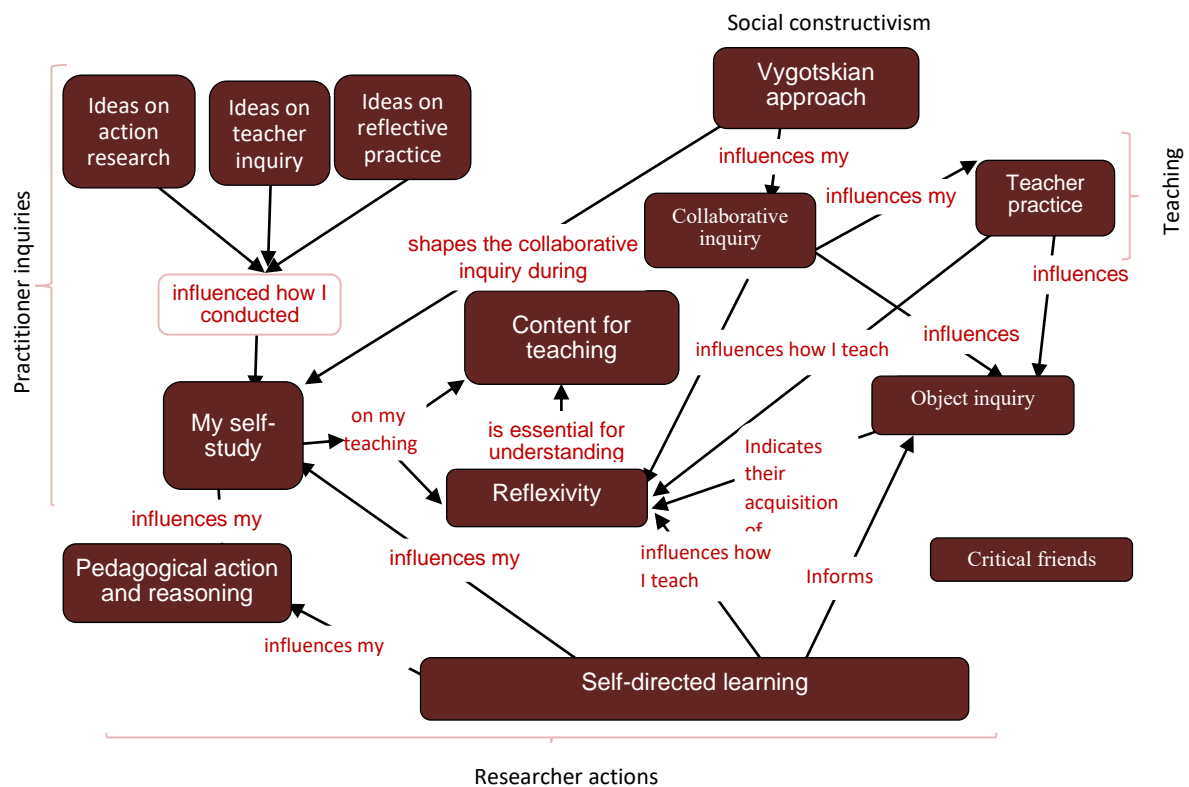 Social constructivism
Vygotskian
approach
Practitioner inquiries
Ideas on
action
research
Ideas on
teacher
inquiry
Ideas on
reflective
practice
influences my
Teaching
Teacher
practice
influences my
Collaborative
inquiry
shapes the collaborative
inquiry during
influences
influenced how I
conducted
Content for
teaching
influences how I teach
influences
Object inquiry
My self-
study
on my
teaching
is essential for
understanding
Indicates
their
acquisition
of
Reflexivity
influences my
influences my
influences how
I teach
Informs
Critical friends
Pedagogical action
and reasoning
influences my
Self-directed learning
Researcher actions